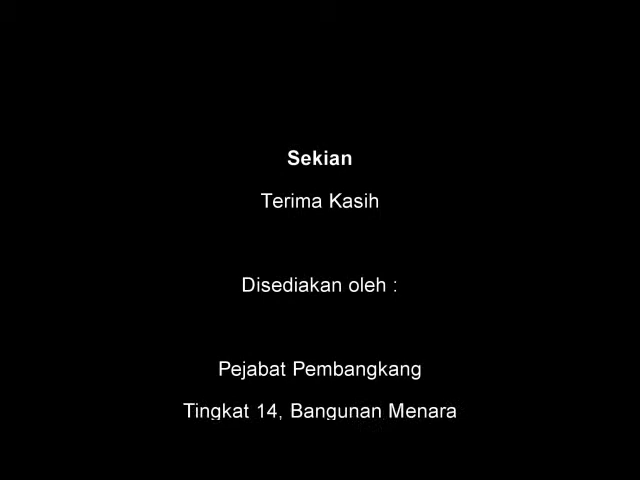 Sekian
Terima Kasih
Disediakan oleh :
Pejabat Pembangkang
Tingkat 14, Bangunan Menara